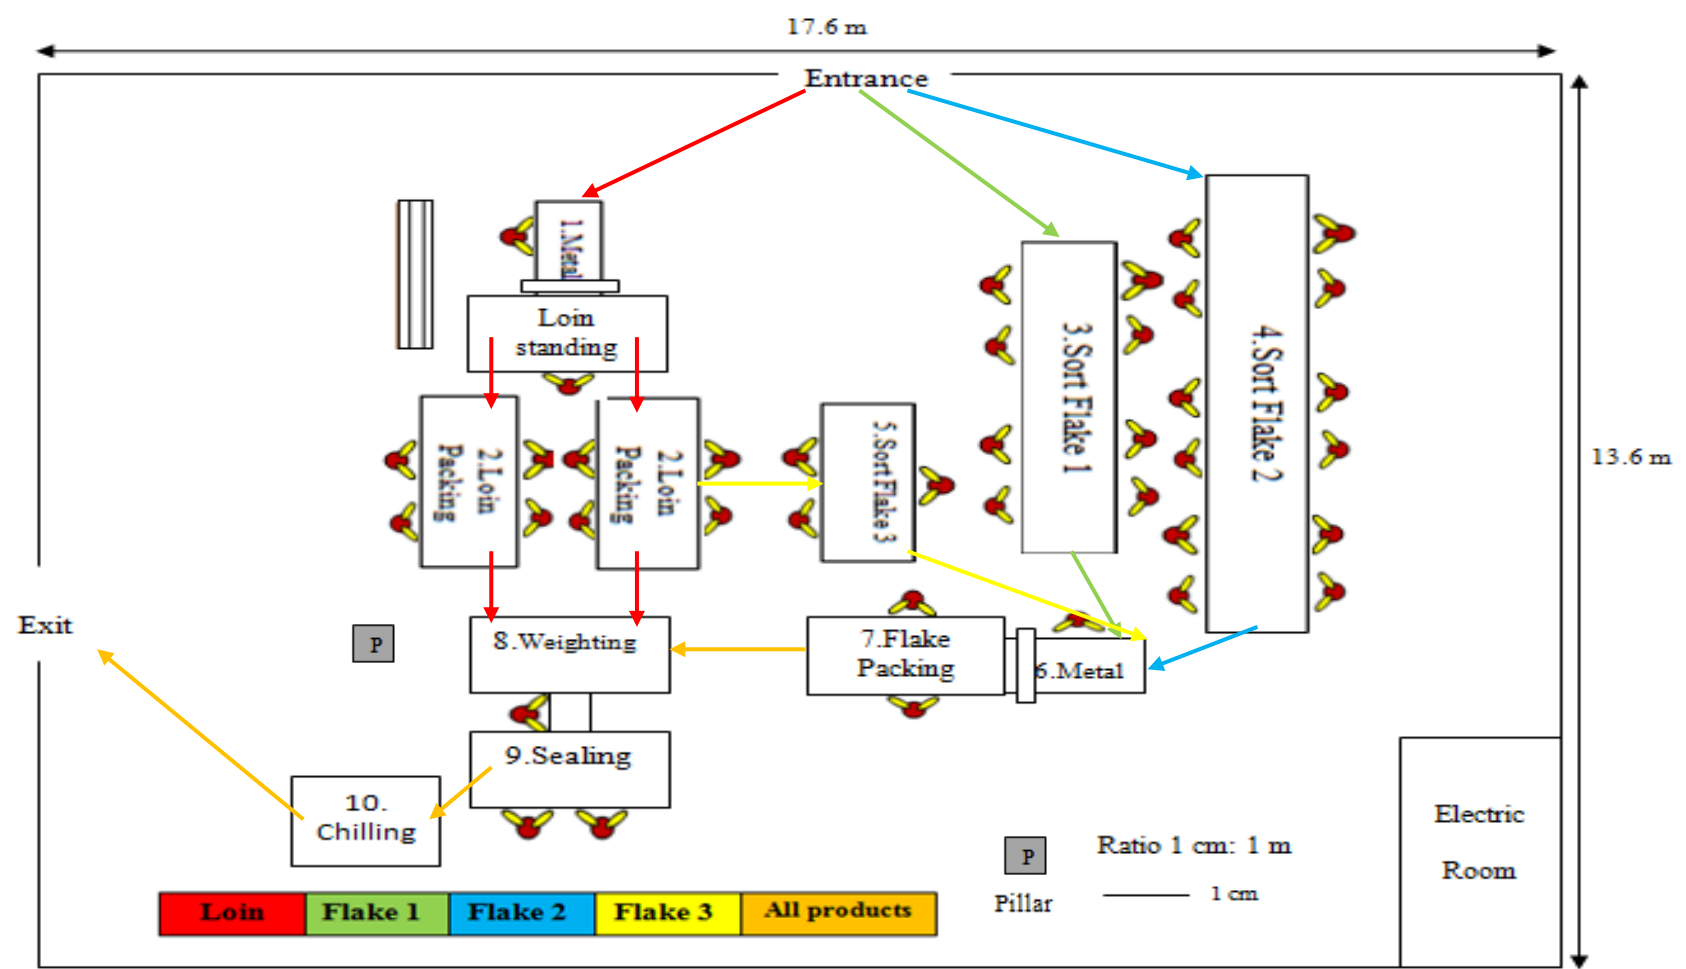 17.6 m
Entrance
1.Metal
Loin
standing
2.Loin
Packing
2.Loin
Packing
5.Sort Flake 3
3.Sort Flake 1
4.Sort Flake 2
13.6 m
Exit
P
8.Weighting
7.Flake
Packing
6.Metal
9.Sealing
10.
Chilling
P
Pillar
Ratio 1 cm: 1 m
1 cm
Electric
Room
Loin
Flake 1
Flake 2
Flake 3
All products